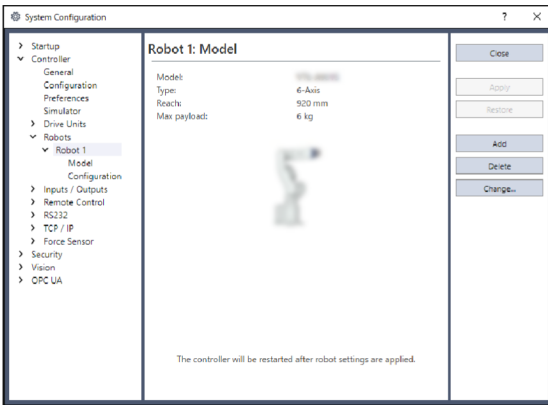 System Configuration
Startup
Controller
General
Configuration
Preferences
Simulator
Drive Units
Robots
Robot 1
Model
Configuration
Inputs / Outputs
Remote Control
RS232
TCP / IP
Force Sensor
Security
Vision
OPC UA
Robot 1: Model
Model:
Type: 6-Axis
Reach: 920 mm
Max payload: 6 kg
The controller will be restarted after robot settings are applied.
Close
Apply
Restore
Add
Delete
Change...